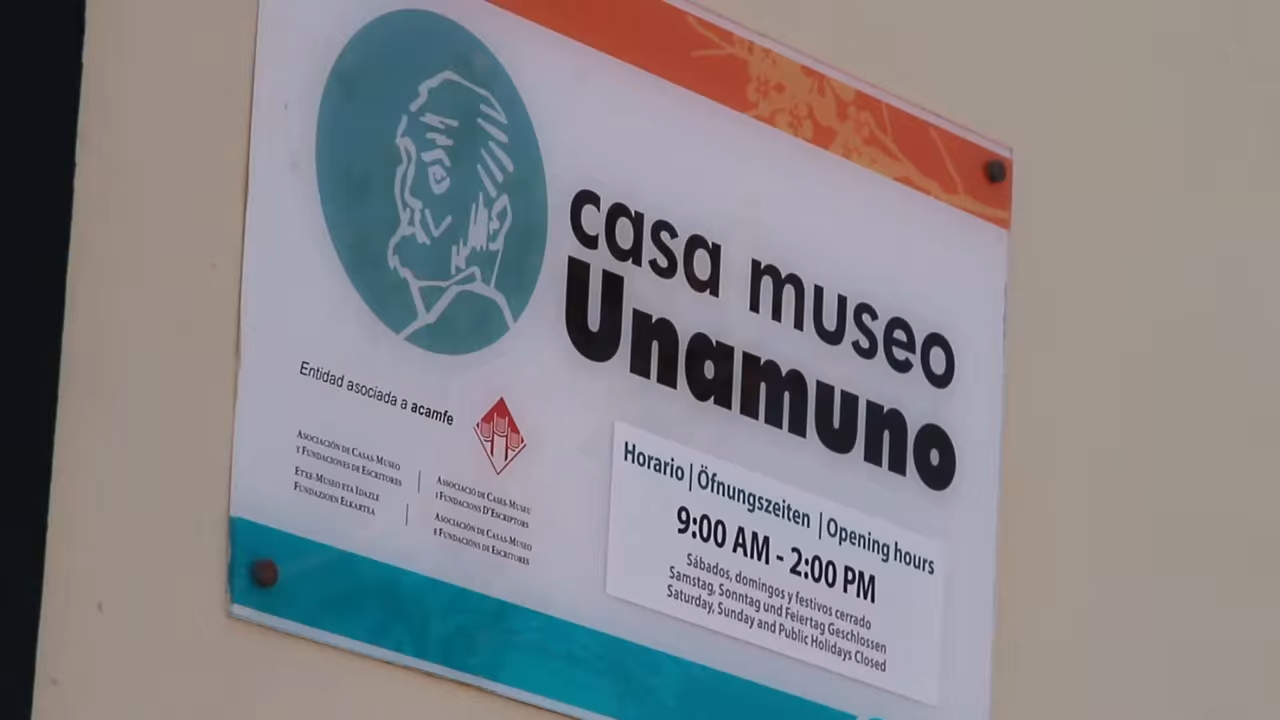 casa museo
Unamuno
Entidad asociada a acamfe
Asociación de Casas-Museo
y Fundaciones de Escritores
Etxe-Museo eta Idazle
Fundazioen Elkartea
Associació de Cases-Museu
i Fundacions D'Escriptors
Asociación de Casas-Museo
e Fundacións de Escritores
Horario | Öfnungszeiten | Opening hours
9:00 AM - 2:00 PM
Sábados, domingos y festivos cerrado
Samstag, Sonntag und Feiertag Geschlossen
Saturday, Sunday and Public Holidays Closed